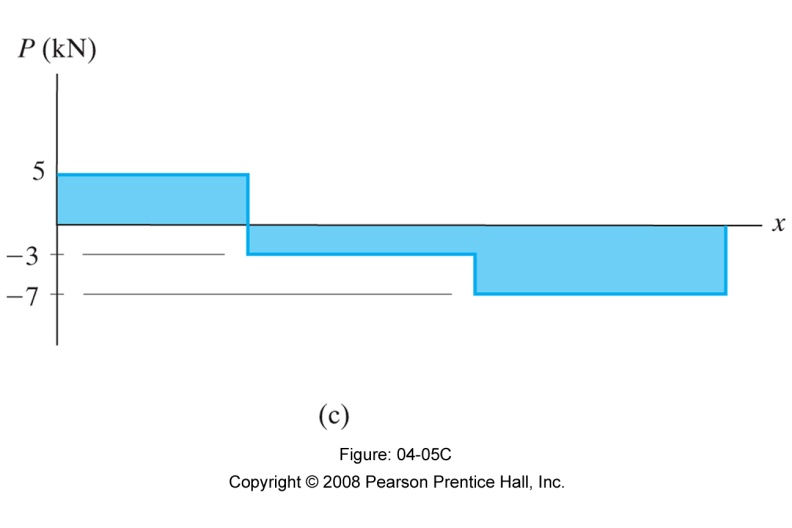 P (kN)
5
x
−3
−7
(c)
Figure: 04-05C
Copyright © 2008 Pearson Prentice Hall, Inc.